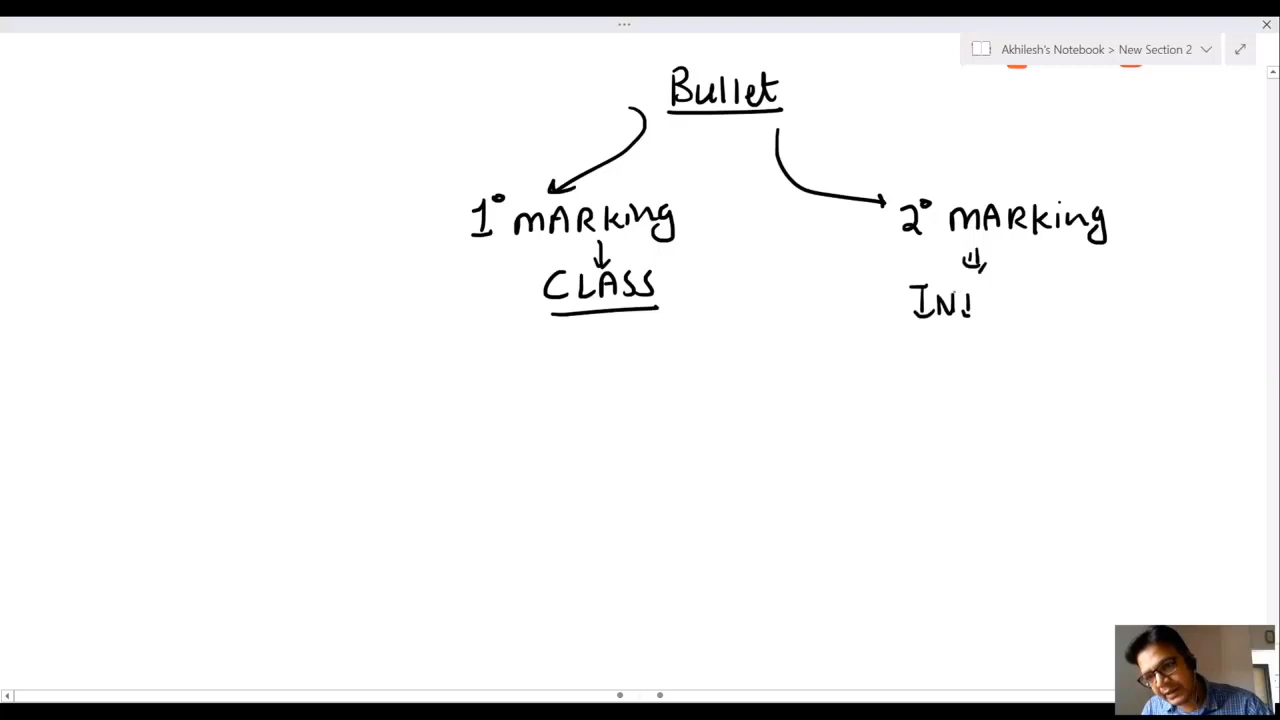 Akhilesh's Notebook > New Section 2
Bullet
1° MARKing
2° MARKing
CLASS